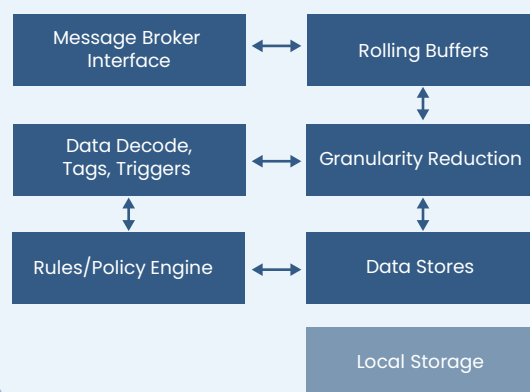 Message Broker
Interface
Rolling Buffers
Data Decode,
Tags, Triggers
Granularity Reduction
Rules/Policy Engine
Data Stores
Local Storage